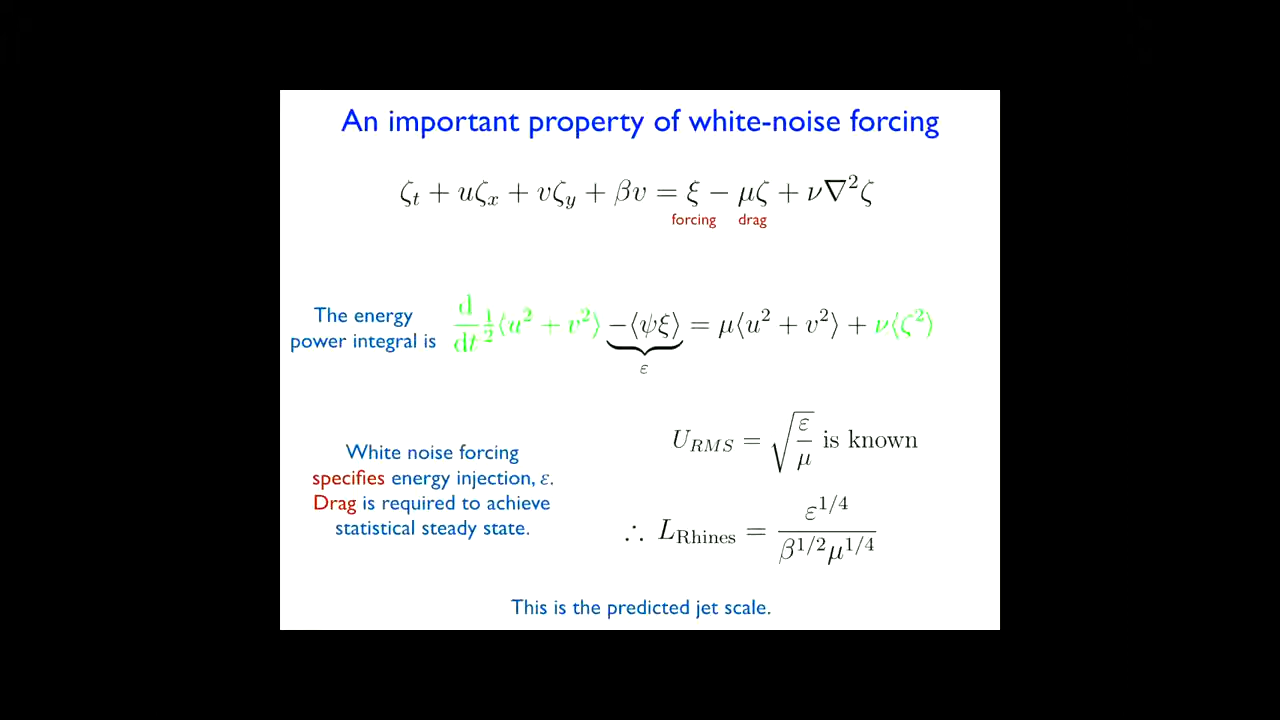 An important property of white-noise forcing
ζ_t + uζ_x + vζ_y + βv = ξ − μζ + ν∇²ζ
forcing drag
The energy
power integral is
d/dt ½⟨u² + v²⟩ −⟨ψξ⟩ = μ⟨u² + v²⟩ + ν⟨ζ²⟩
ε
White noise forcing
specifies energy injection, ε.
Drag is required to achieve
statistical steady state.
U_RMS = √(ε/μ) is known
∴ L_Rhines = ε^{1/4} / β^{1/2}μ^{1/4}
This is the predicted jet scale.